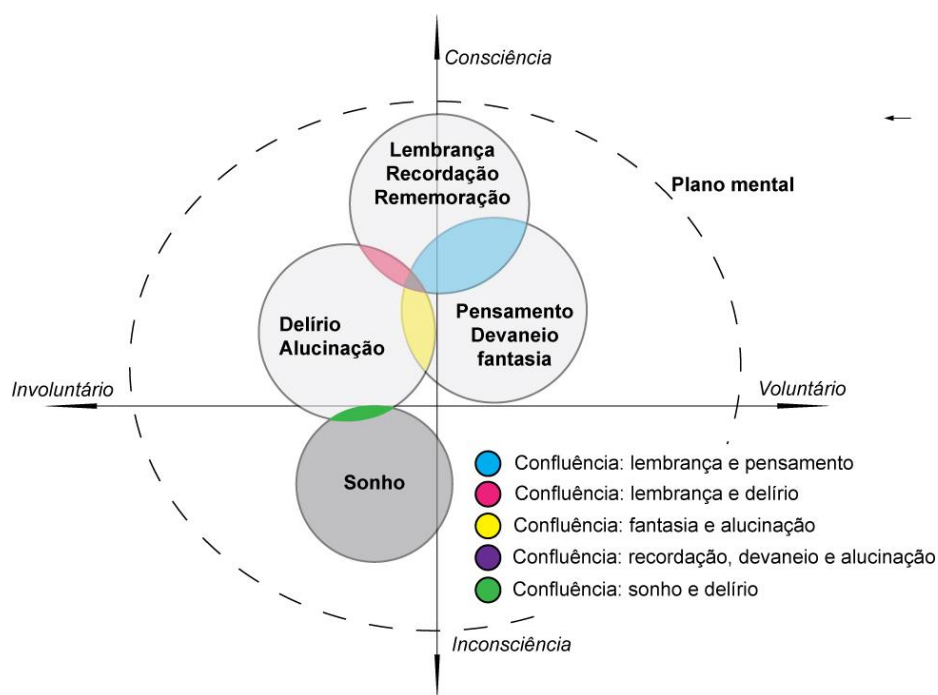 Consciência
Lembrança
Recordação
Rememoração
Plano mental
Pensamento
Devaneio
fantasia
Delírio
Alucinação
Involuntário
Voluntário
Sonho
Confluência: lembrança e pensamento
Confluência: lembrança e delírio
Confluência: fantasia e alucinação
Confluência: recordação, devaneio e alucinação
Confluência: sonho e delírio
Inconsciência